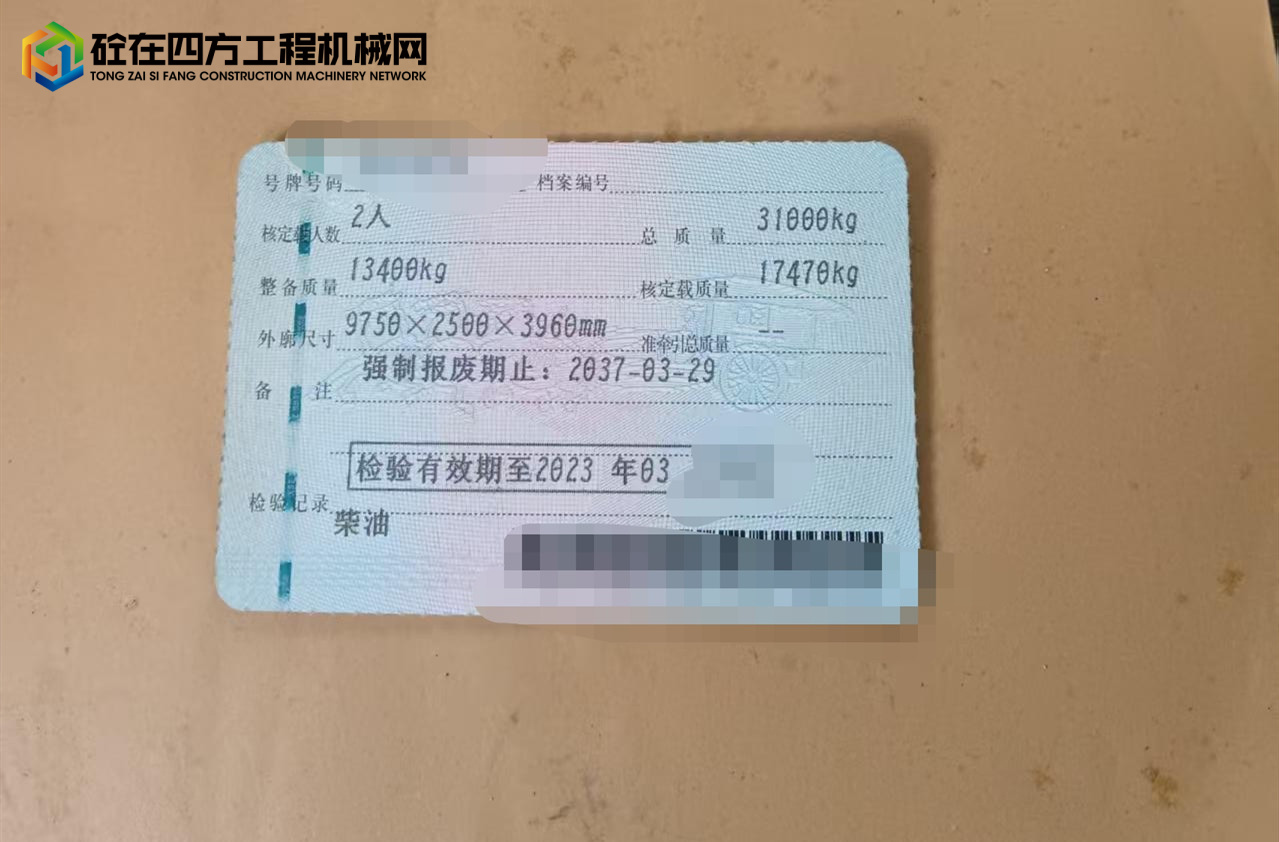 砼在四方工程机械网
TONG ZAI SI FANG CONSTRUCTION MACHINERY NETWORK
号牌号码 档案编号
核定载人数 2人 总质量 31000kg
整备质量 13400kg 核定载质量 17470kg
外廓尺寸 9750×2500×3960mm 准牵引总质量 --
备注 强制报废期止：2037-03-29
检验有效期至2023 年03
检验记录
柴油